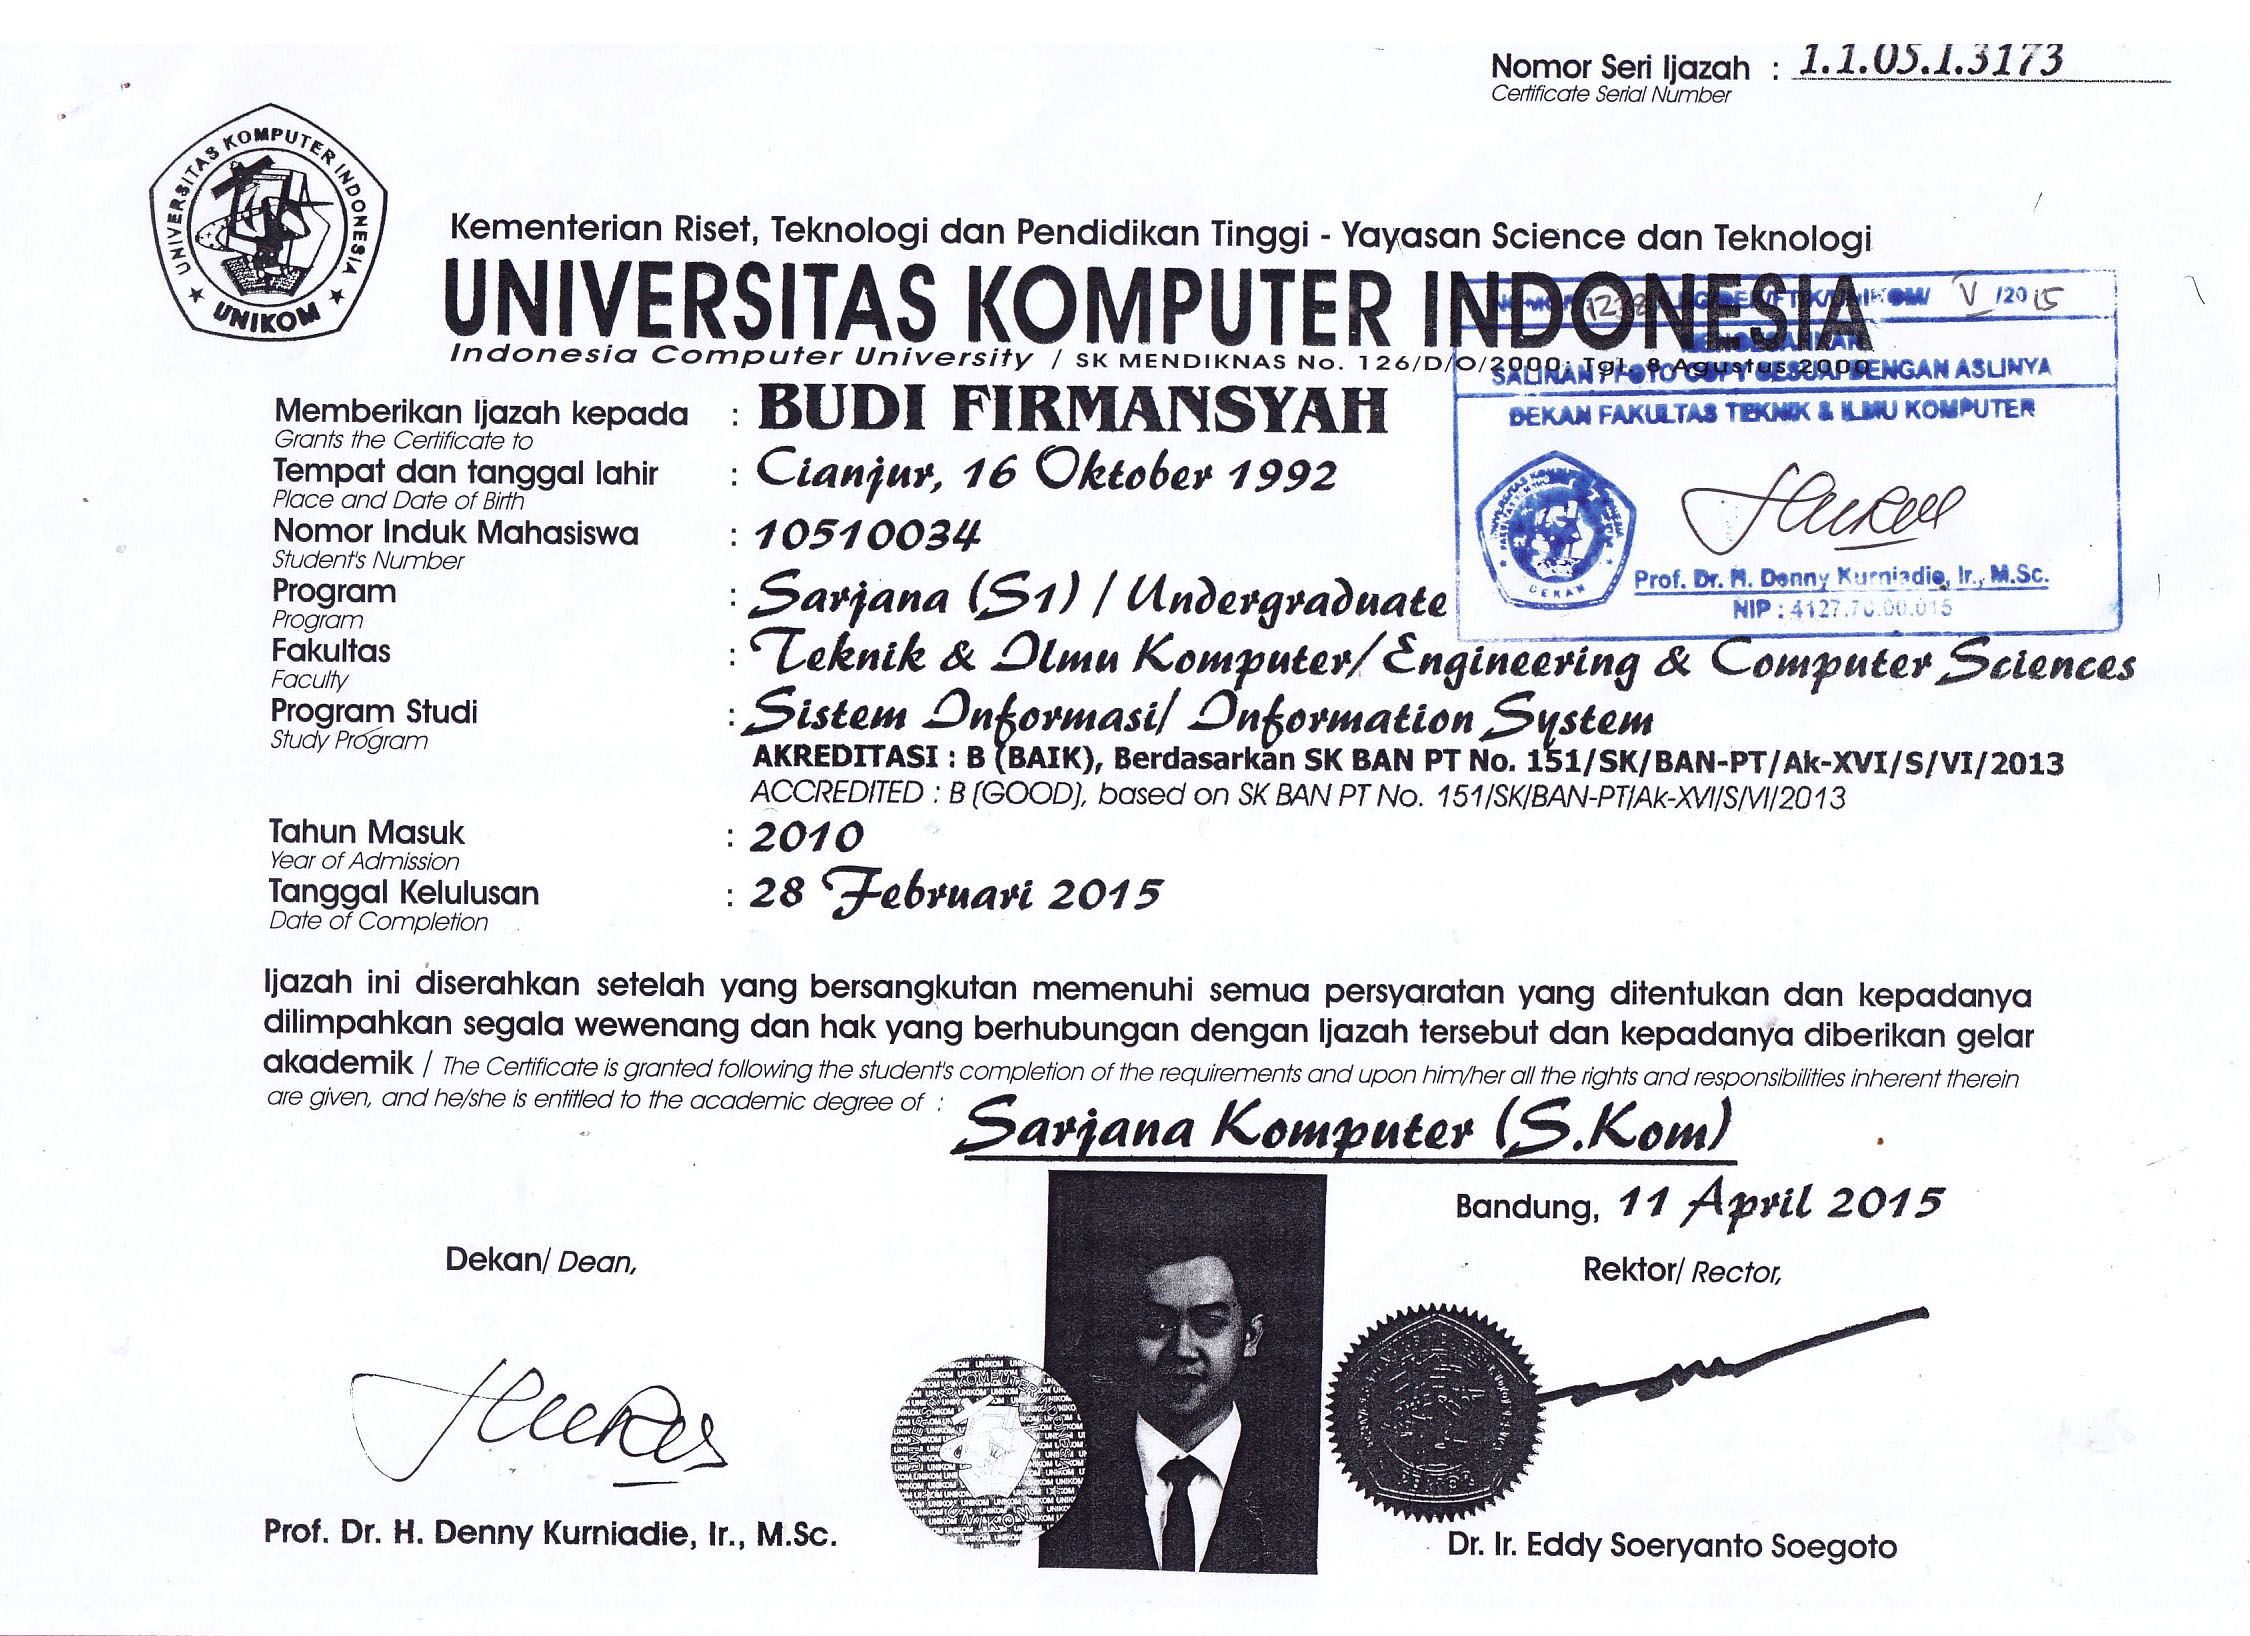 Nomor Seri Ijazah : 1.1.05.1.3173
Certificate Serial Number
UNIVERSITAS KOMPUTER INDONESIA
UNIKOM
Kementerian Riset, Teknologi dan Pendidikan Tinggi - Yayasan Science dan Teknologi
UNIVERSITAS KOMPUTER INDONESIA
Indonesia Computer University / SK MENDIKNAS No. 126/D/O/2000; Tgl. 8 Agustus 2000
/UNIKOM/ V /2015
SALINAN / FOTO COPY SESUAI DENGAN ASLINYA
DEKAN FAKULTAS TEKNIK & ILMU KOMPUTER
DEKAN
Prof. Dr. H. Denny Kurniadie, Ir., M.Sc.
NIP : 4127.70.00.015
Memberikan Ijazah kepada : BUDI FIRMANSYAH
Grants the Certificate to
Tempat dan tanggal lahir : Cianjur, 16 Oktober 1992
Place and Date of Birth
Nomor Induk Mahasiswa : 10510034
Student's Number
Program : Sarjana (S1) / Undergraduate
Program
Fakultas : Teknik & Ilmu Komputer/ Engineering & Computer Sciences
Faculty
Program Studi : Sistem Informasi/ Information System
Study Program
AKREDITASI : B (BAIK), Berdasarkan SK BAN PT No. 151/SK/BAN-PT/Ak-XVI/S/VI/2013
ACCREDITED : B (GOOD), based on SK BAN PT No. 151/SK/BAN-PT/Ak-XVI/S/VI/2013
Tahun Masuk : 2010
Year of Admission
Tanggal Kelulusan : 28 Februari 2015
Date of Completion
Ijazah ini diserahkan setelah yang bersangkutan memenuhi semua persyaratan yang ditentukan dan kepadanya
dilimpahkan segala wewenang dan hak yang berhubungan dengan Ijazah tersebut dan kepadanya diberikan gelar
akademik / The Certificate is granted following the student's completion of the requirements and upon him/her all the rights and responsibilities inherent therein
are given, and he/she is entitled to the academic degree of :
Sarjana Komputer (S.Kom)
Bandung, 11 April 2015
Dekan/ Dean,
Rektor/ Rector,
Prof. Dr. H. Denny Kurniadie, Ir., M.Sc.
Dr. Ir. Eddy Soeryanto Soegoto